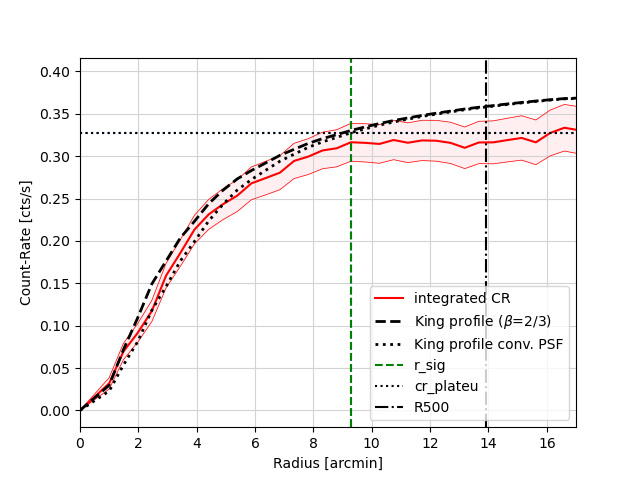 0.40
0.35
0.30
0.25
0.20
0.15
0.10
0.05
0.00
Count-Rate [cts/s]
integrated CR
King profile (β=2/3)
King profile conv. PSF
r_sig
cr_plateu
R500
0 2 4 6 8 10 12 14 16
Radius [arcmin]